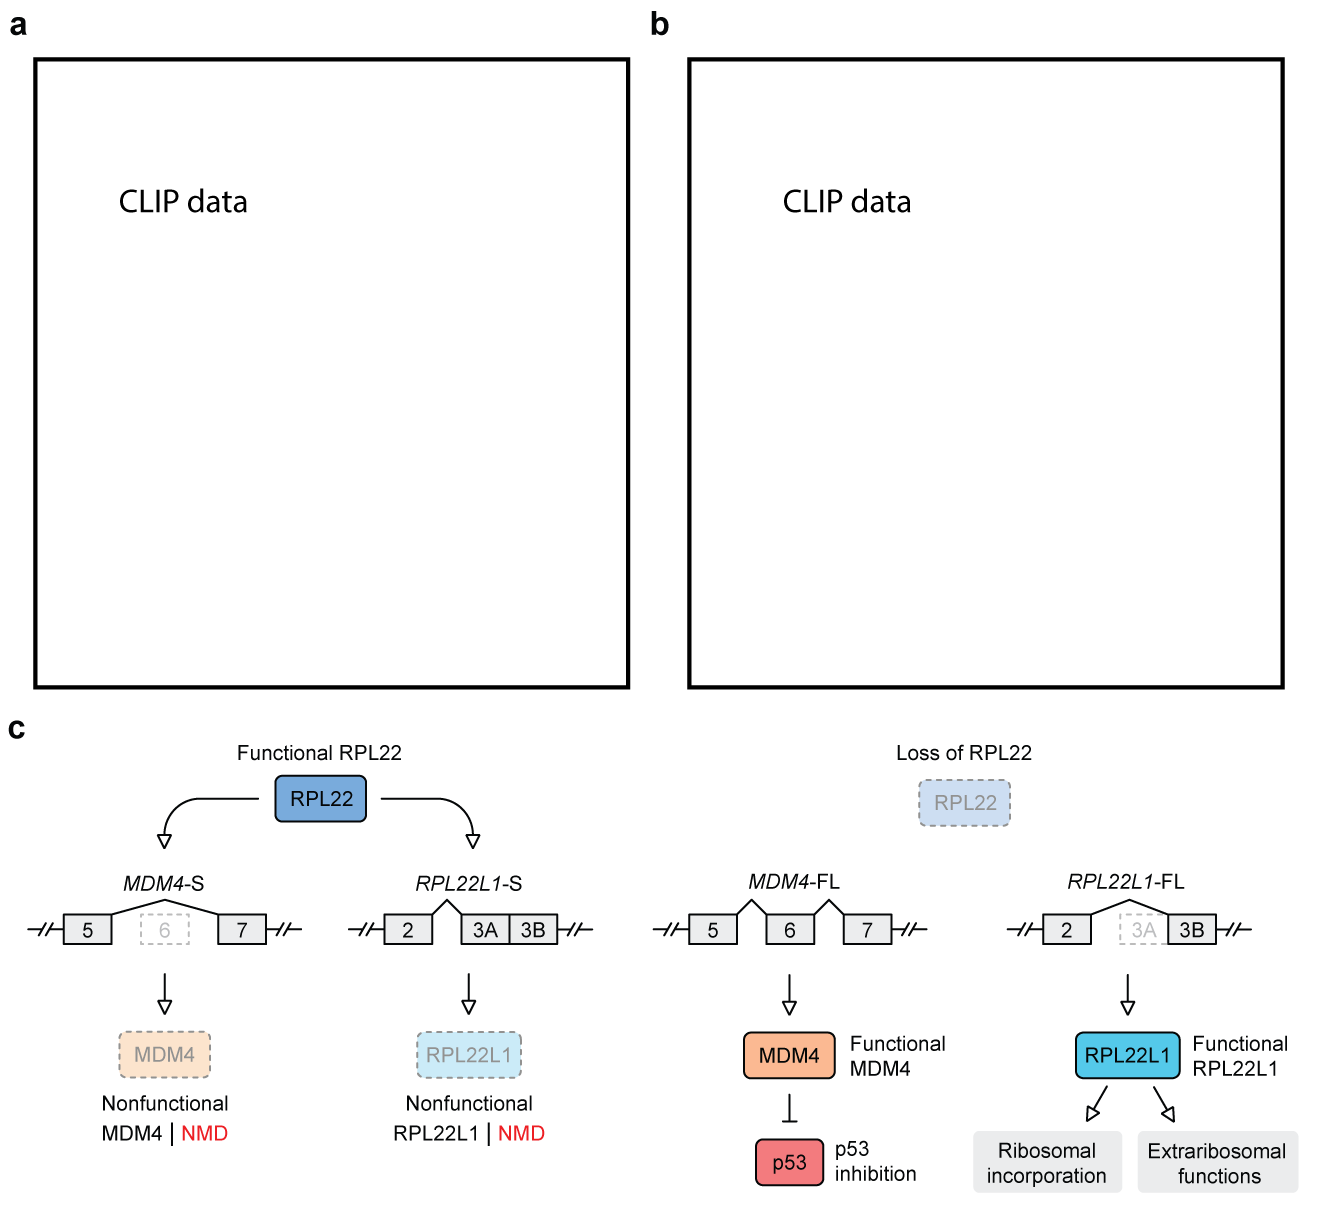 a
b
CLIP data
CLIP data
c
Functional RPL22
RPL22
MDM4-S
RPL22L1-S
5
6
7
2
3A
3B
MDM4
RPL22L1
Nonfunctional
MDM4 | NMD
Nonfunctional
RPL22L1 | NMD
Loss of RPL22
RPL22
MDM4-FL
RPL22L1-FL
5
6
7
2
3A
3B
MDM4
Functional
MDM4
RPL22L1
Functional
RPL22L1
p53
p53
inhibition
Ribosomal
incorporation
Extraribosomal
functions